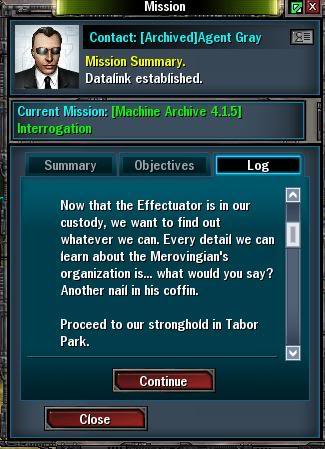 Mission
Contact: [Archived]Agent Gray
Mission Summary.
Datalink established.
Current Mission: [Machine Archive 4.1.5]
Interrogation
Summary
Objectives
Log
Now that the Effectuator is in our
custody, we want to find out
whatever we can. Every detail we can
learn about the Merovingian's
organization is... what would you say?
Another nail in his coffin.
Proceed to our stronghold in Tabor
Park.
Continue
Close